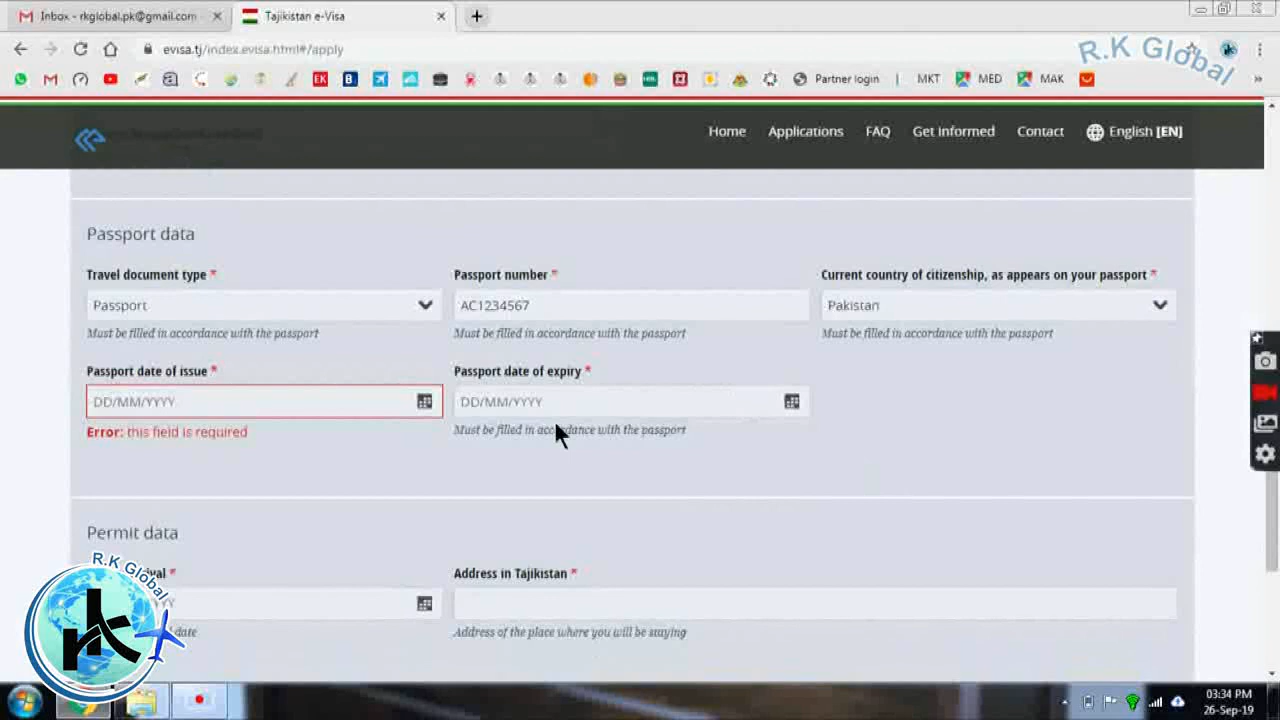 Inbox - rkglobal.pk@gmail.com
Tajikistan e-Visa
evisa.tj/index.evisa.html#/apply
R.K Global
EK
B
Partner login
MKT
MED
MAK
Home
Applications
FAQ
Get Informed
Contact
English [EN]
Passport data
Travel document type *
Passport number *
Current country of citizenship, as appears on your passport *
Passport
AC1234567
Pakistan
Must be filled in accordance with the passport
Must be filled in accordance with the passport
Must be filled in accordance with the passport
Passport date of issue *
Passport date of expiry *
DD/MM/YYYY
DD/MM/YYYY
Error: this field is required
Must be filled in accordance with the passport
Permit data
Address in Tajikistan *
date
Address of the place where you will be staying
R.K Global
rk
03:34 PM
26-Sep-19